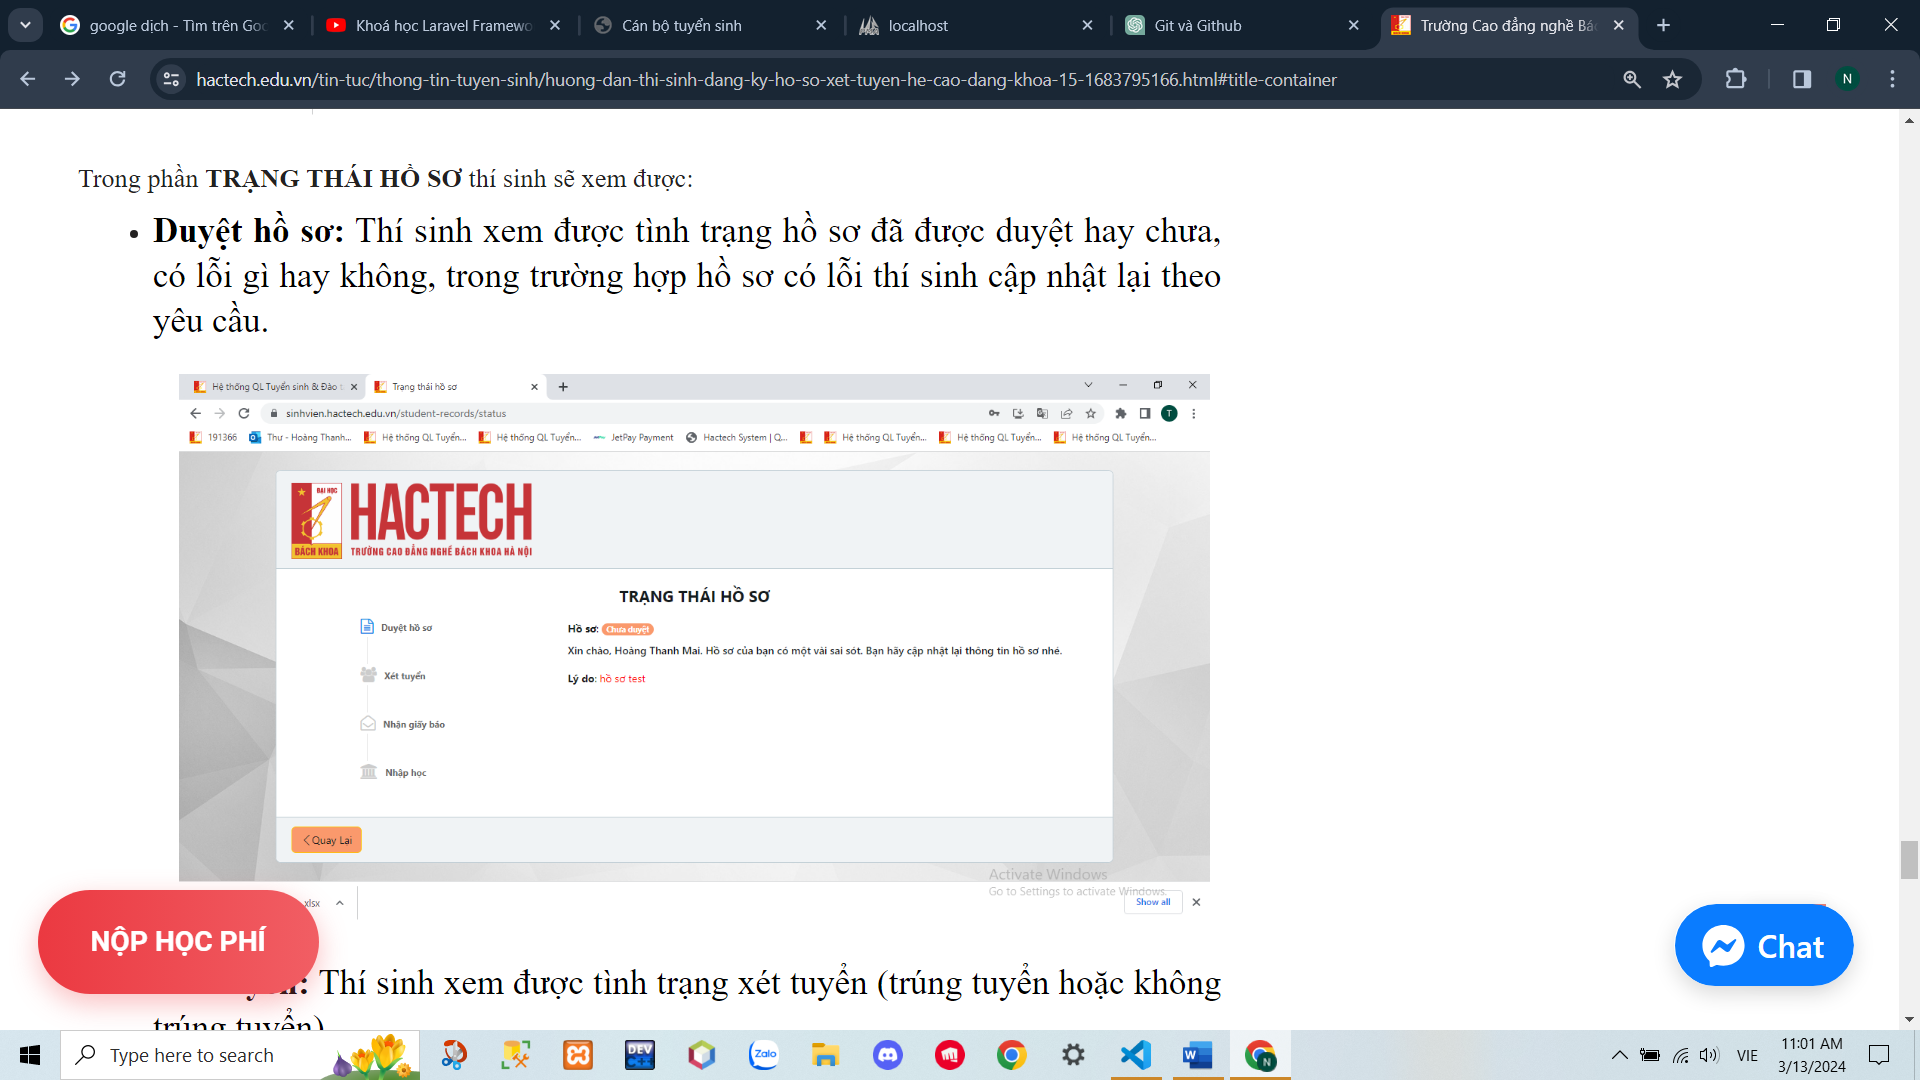 google dịch - Tìm trên Goo
Khoá học Laravel Framewo
Cán bộ tuyển sinh
localhost
Git và Github
Trường Cao đẳng nghề Bác
hactech.edu.vn/tin-tuc/thong-tin-tuyen-sinh/huong-dan-thi-sinh-dang-ky-ho-so-xet-tuyen-he-cao-dang-khoa-15-1683795166.html#title-container
N
Trong phần TRẠNG THÁI HỒ SƠ thí sinh sẽ xem được:
• Duyệt hồ sơ: Thí sinh xem được tình trạng hồ sơ đã được duyệt hay chưa,
có lỗi gì hay không, trong trường hợp hồ sơ có lỗi thí sinh cập nhật lại theo
yêu cầu.
Hệ thống QL Tuyển sinh & Đào t
Trạng thái hồ sơ
sinhvien.hactech.edu.vn/student-records/status
T
191366
Thư - Hoàng Thanh...
Hệ thống QL Tuyển...
Hệ thống QL Tuyển...
JetPay Payment
Hactech System | Q...
Hệ thống QL Tuyển...
Hệ thống QL Tuyển...
Hệ thống QL Tuyển...
ĐẠI HỌC
BÁCH KHOA
HACTECH
TRƯỜNG CAO ĐẲNG NGHỀ BÁCH KHOA HÀ NỘI
TRẠNG THÁI HỒ SƠ
Duyệt hồ sơ
Xét tuyển
Nhận giấy báo
Nhập học
Hồ sơ: Chưa duyệt
Xin chào, Hoàng Thanh Mai. Hồ sơ của bạn có một vài sai sót. Bạn hãy cập nhật lại thông tin hồ sơ nhé.
Lý do: hồ sơ test
Quay Lại
Activate Windows
Go to Settings to activate Windows.
.xlsx
Show all
NỘP HỌC PHÍ
Chat
Thí sinh xem được tình trạng xét tuyển (trúng tuyển hoặc không
trúng tuyển)
Type here to search
DEV
C++
Zalo
W
N
VIE
11:01 AM
3/13/2024